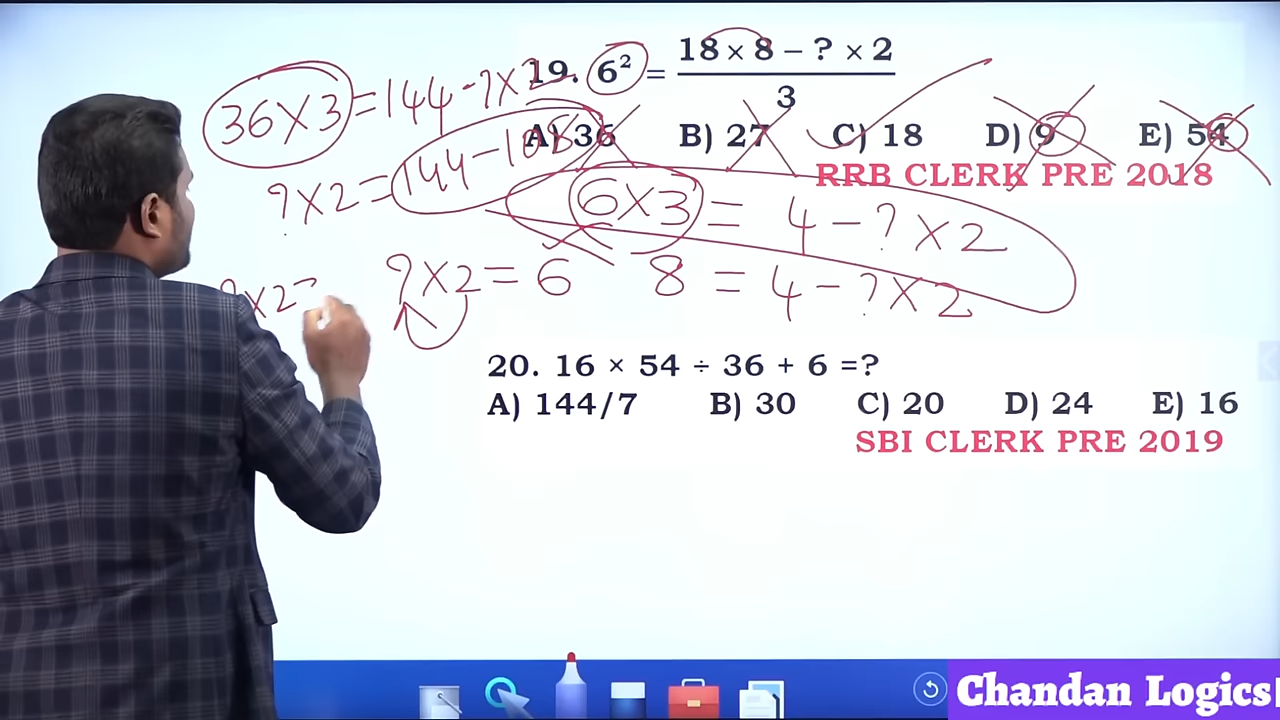 19. 6² = 18 × 8 – ? × 2 / 3
A) 36 B) 27 C) 18 D) 9 E) 54
RRB CLERK PRE 2018
36×3=144-?×2
?×2=144-108
6×3 = 4-?×2
?×2=6
8 = 4-?×2
?×2=
20. 16 × 54 ÷ 36 + 6 =?
A) 144/7 B) 30 C) 20 D) 24 E) 16
SBI CLERK PRE 2019
Chandan Logics